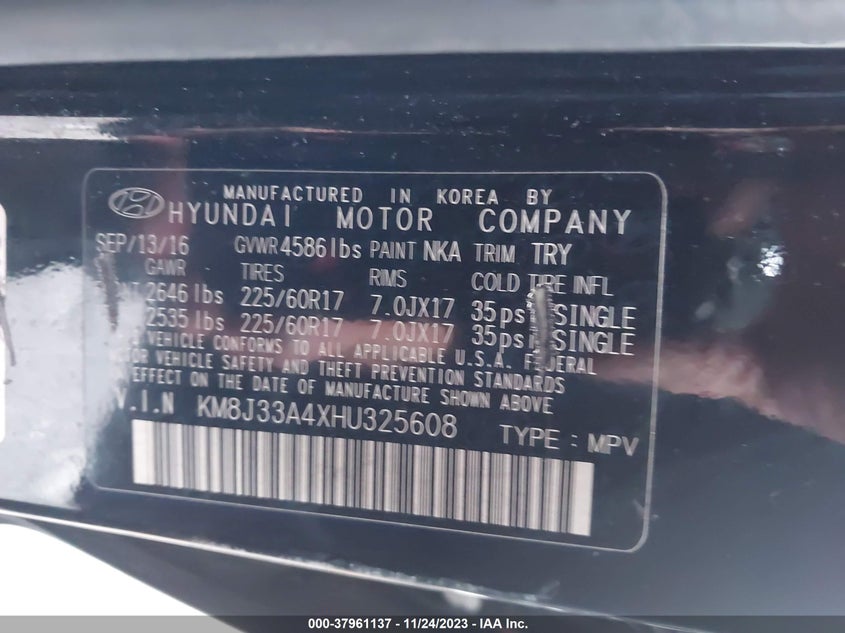 MANUFACTURED IN KOREA BY
HYUNDAI MOTOR COMPANY
SEP/13/16 GVWR 4586 lbs PAINT NKA TRIM TRY
GAWR TIRES RIMS COLD TIRE INFL
2646 lbs 225/60R17 7.0JX17 35 psi SINGLE
2535 lbs 225/60R17 7.0JX17 35 psi SINGLE
VEHICLE CONFORMS TO ALL APPLICABLE U.S.A. FEDERAL
MOTOR VEHICLE SAFETY AND THEFT PREVENTION STANDARDS
EFFECT ON THE DATE OF MANUFACTURE SHOWN ABOVE
V.I.N KM8J33A4XHU325608 TYPE : MPV
000-37961137 - 11/24/2023 - IAA Inc.